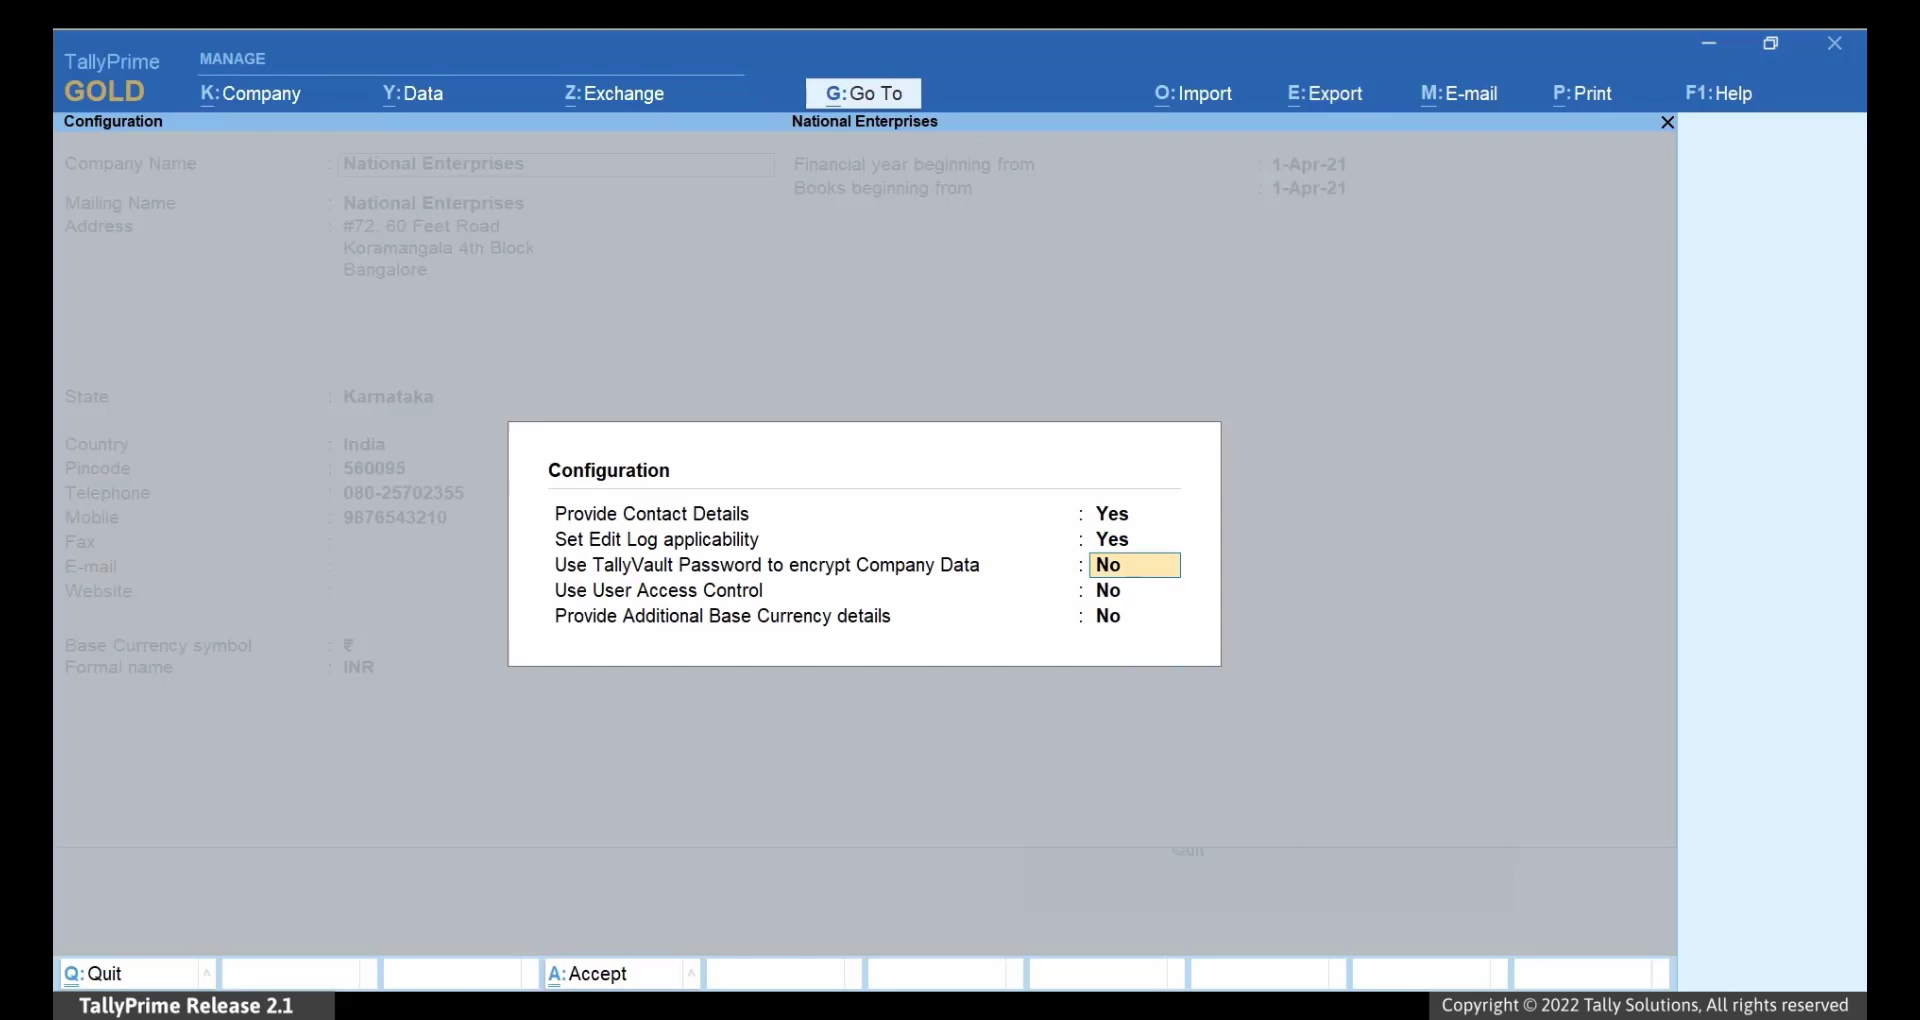 TallyPrime
GOLD
MANAGE
K:Company
Y:Data
Z:Exchange
G:Go To
O:Import
E:Export
M:E-mail
P:Print
F1:Help
Configuration
National Enterprises
Company Name : National Enterprises
Financial year beginning from : 1-Apr-21
Books beginning from : 1-Apr-21
Mailing Name : National Enterprises
Address : #72, 60 Feet Road
Koramangala 4th Block
Bangalore
State : Karnataka
Country : India
Pincode : 560095
Telephone : 080-25702355
Mobile : 9876543210
Fax :
E-mail :
Website :
Base Currency symbol : ₹
Formal name : INR
Configuration
Provide Contact Details : Yes
Set Edit Log applicability : Yes
Use TallyVault Password to encrypt Company Data : No
Use User Access Control : No
Provide Additional Base Currency details : No
Quit
Q:Quit
A:Accept
TallyPrime Release 2.1
Copyright © 2022 Tally Solutions, All rights reserved